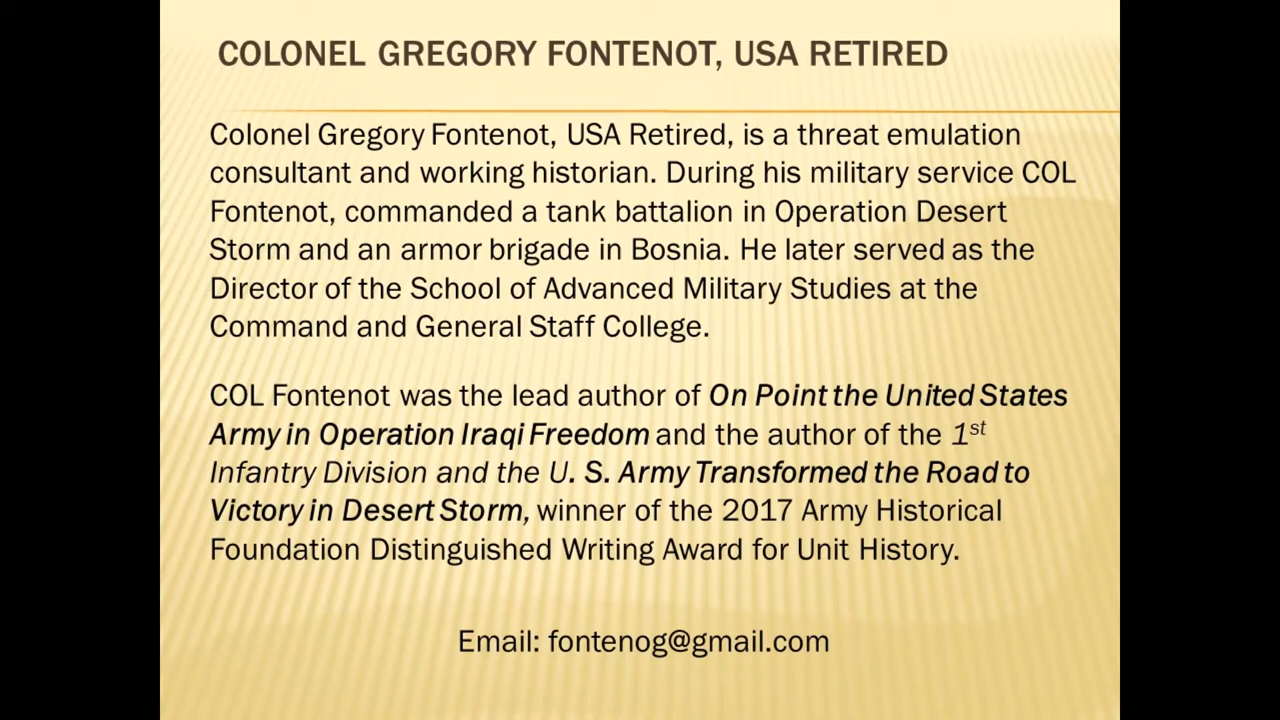 COLONEL GREGORY FONTENOT, USA RETIRED
Colonel Gregory Fontenot, USA Retired, is a threat emulation
consultant and working historian. During his military service COL
Fontenot, commanded a tank battalion in Operation Desert
Storm and an armor brigade in Bosnia. He later served as the
Director of the School of Advanced Military Studies at the
Command and General Staff College.
COL Fontenot was the lead author of On Point the United States
Army in Operation Iraqi Freedom and the author of the 1st
Infantry Division and the U. S. Army Transformed the Road to
Victory in Desert Storm, winner of the 2017 Army Historical
Foundation Distinguished Writing Award for Unit History.
Email: fontenog@gmail.com